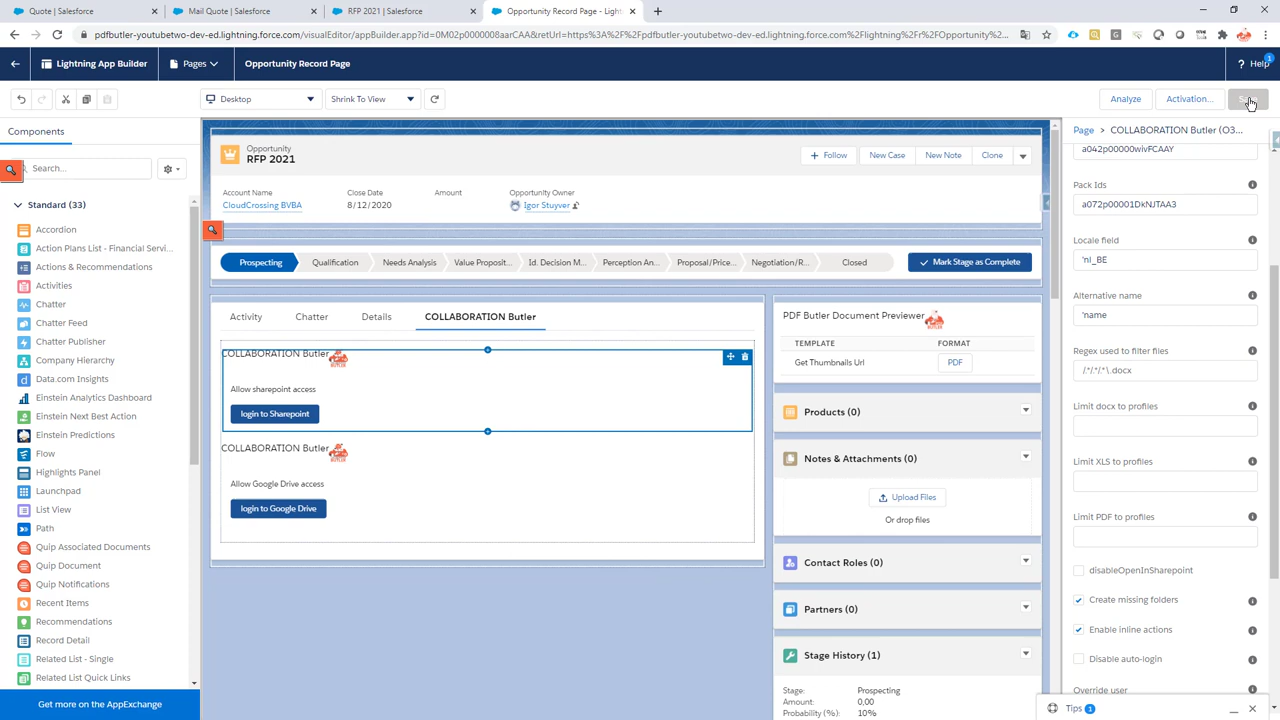 Quote | Salesforce
Mail Quote | Salesforce
RFP 2021 | Salesforce
Opportunity Record Page - Light
pdfbutler-youtubetwo-dev-ed.lightning.force.com/visualEditor/appBuilder.app?id=0M02p0000008aarCAA&retUrl=https%3A%2F%2Fpdfbutler-youtubetwo-dev-ed.lightning.force.com%2Flightning%2Fr%2FOpportunity%2...
Lightning App Builder
Pages
Opportunity Record Page
? Help
1
Desktop
Shrink To View
Analyze
Activation...
Components
Page > COLLABORATION Butler (O3...
Search...
Standard (33)
Accordion
Action Plans List - Financial Servi...
Actions & Recommendations
Activities
Chatter
Chatter Feed
Chatter Publisher
Company Hierarchy
Data.com Insights
Einstein Analytics Dashboard
Einstein Next Best Action
Einstein Predictions
Flow
Highlights Panel
Launchpad
List View
Path
Quip Associated Documents
Quip Document
Quip Notifications
Recent Items
Recommendations
Record Detail
Related List - Single
Related List Quick Links
Get more on the AppExchange
Opportunity
RFP 2021
+ Follow
New Case
New Note
Clone
Account Name
Close Date
Amount
Opportunity Owner
CloudCrossing BVBA
8/12/2020
Igor Stuyver
Prospecting
Qualification
Needs Analysis
Value Proposit...
Id. Decision M...
Perception An...
Proposal/Price...
Negotiation/R...
Closed
Mark Stage as Complete
Activity
Chatter
Details
COLLABORATION Butler
COLLABORATION Butler
BUTLER
Allow sharepoint access
login to Sharepoint
COLLABORATION Butler
BUTLER
Allow Google Drive access
login to Google Drive
PDF Butler Document Previewer
BUTLER
TEMPLATE
FORMAT
Get Thumbnails Url
PDF
Products (0)
Notes & Attachments (0)
Upload Files
Or drop files
Contact Roles (0)
Partners (0)
Stage History (1)
Stage:
Prospecting
Amount:
0,00
Probability (%):
10%
a042p00000wivFCAAY
Pack Ids
a072p00001DkNJTAA3
Locale field
'nl_BE
Alternative name
'name
Regex used to filter files
/.*/.*/.*\.docx
Limit docx to profiles
Limit XLS to profiles
Limit PDF to profiles
disableOpenInSharepoint
Create missing folders
Enable inline actions
Disable auto-login
Override user
Tips 1